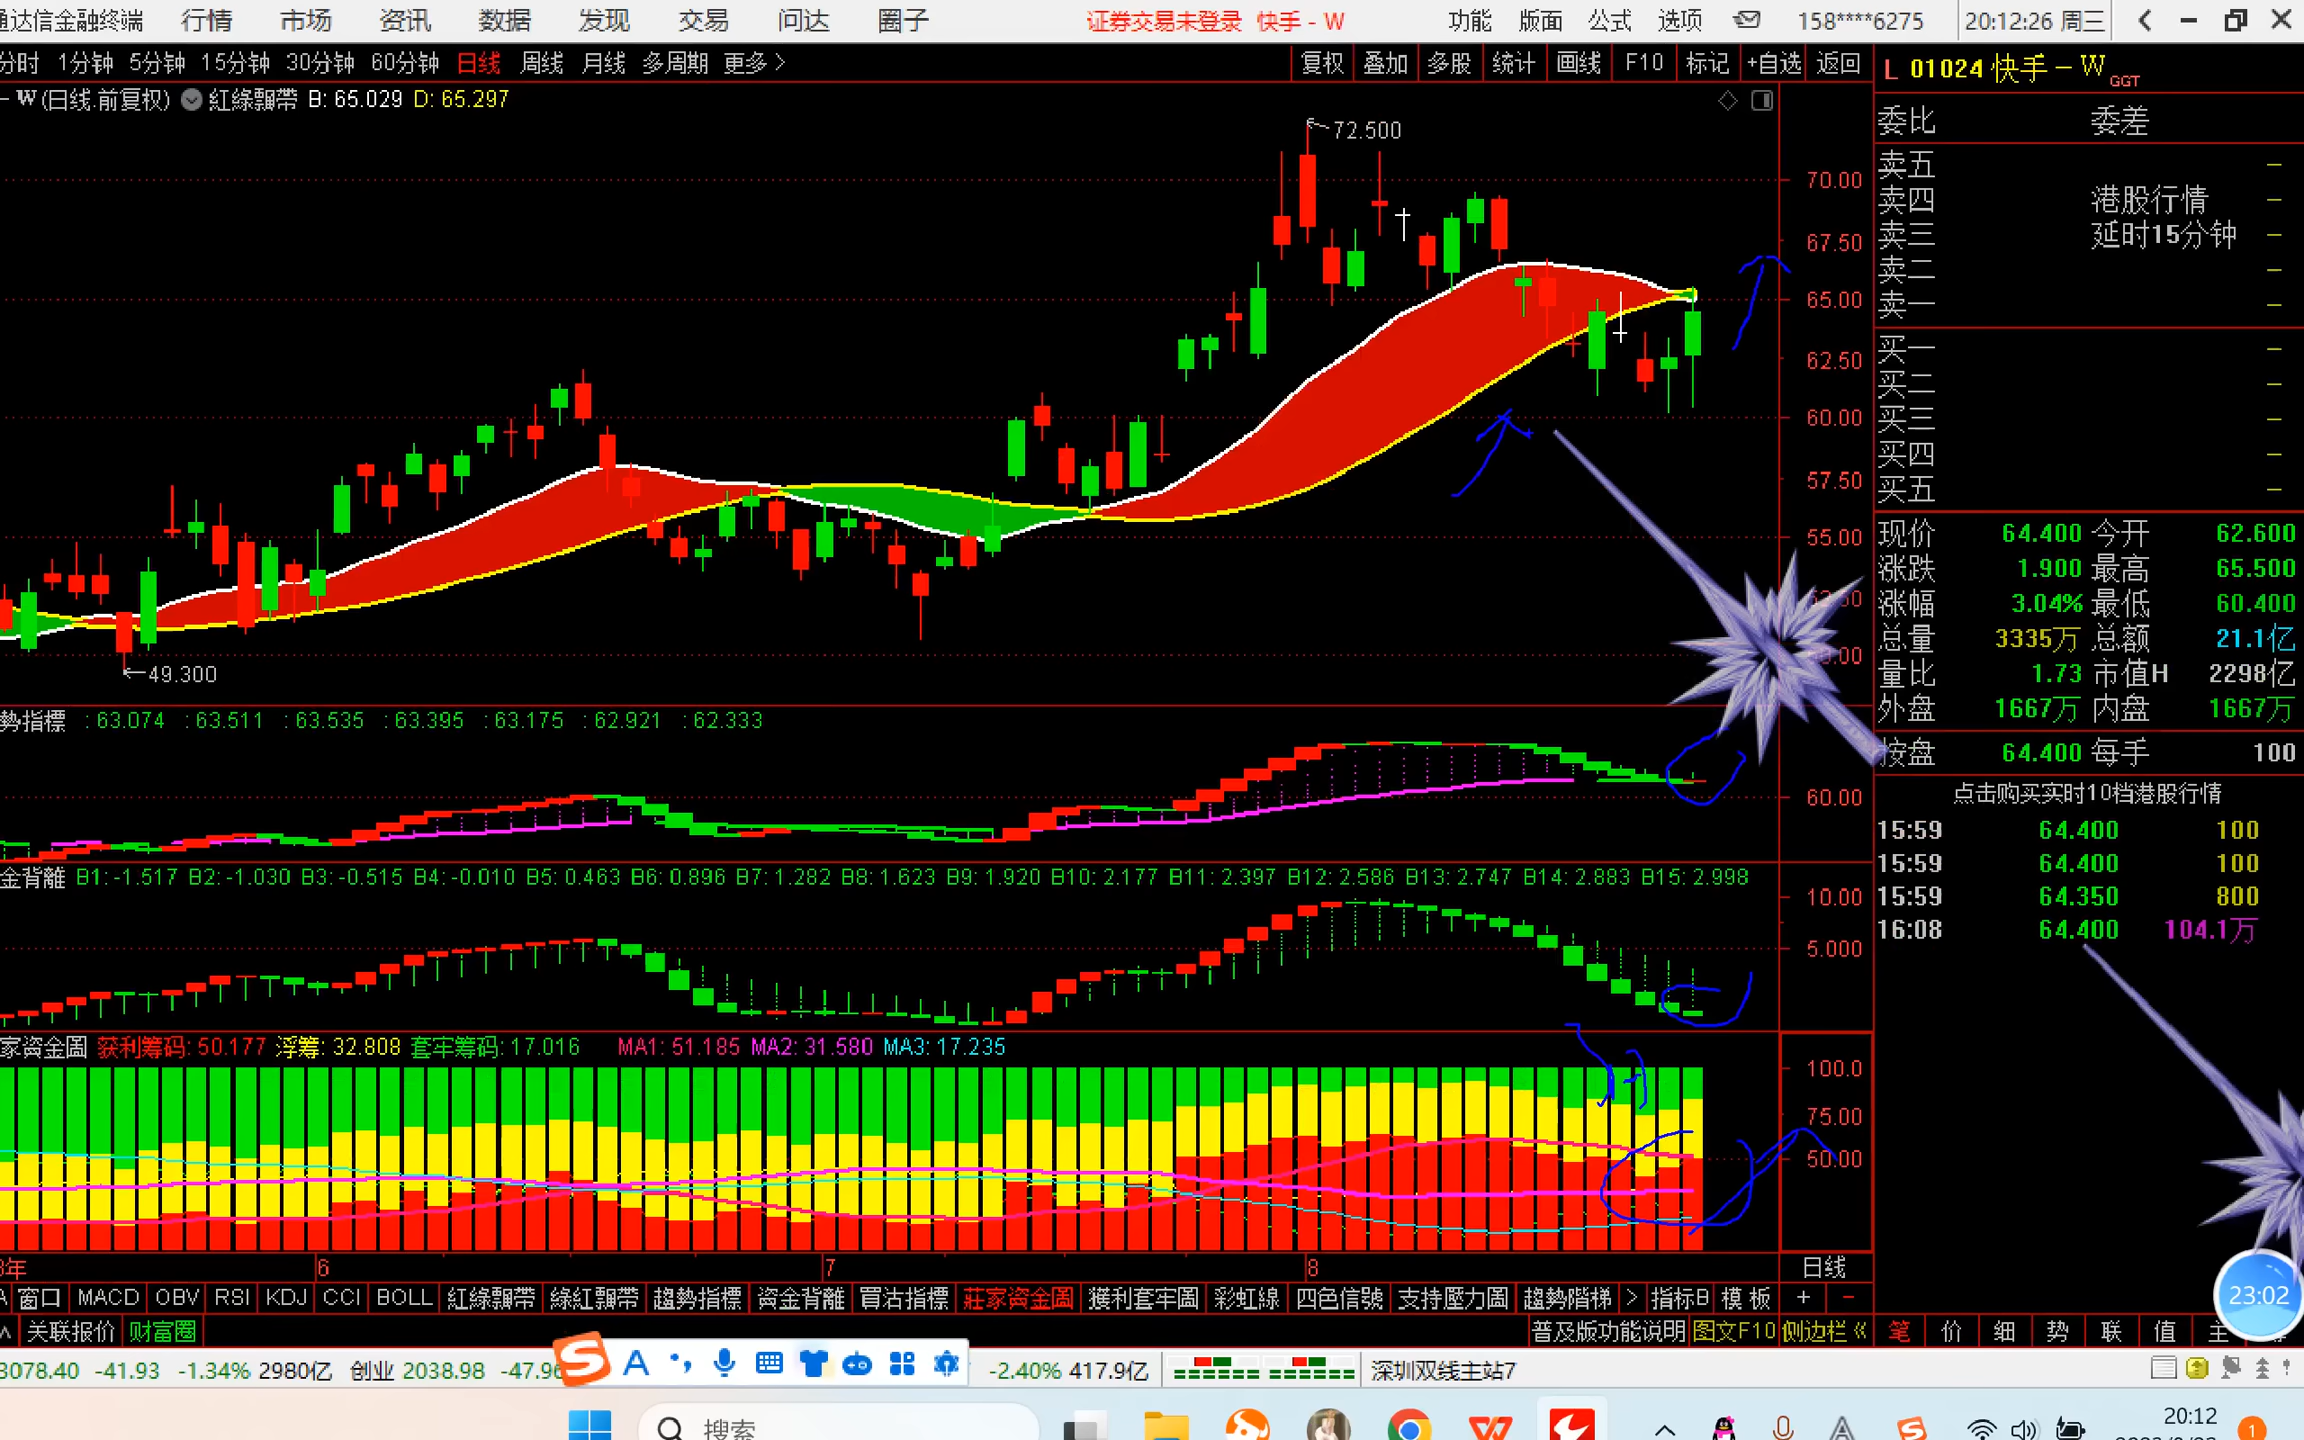 通达信金融终端 行情 市场 资讯 数据 发现 交易 问达 圈子 证券交易未登录 快手-W 功能 版面 公式 选项 158****6275 20:12:26 周三
分时 1分钟 5分钟 15分钟 30分钟 60分钟 日线 周线 月线 多周期 更多 复权 叠加 多股 统计 画线 F10 标记 +自选 返回
L 01024 快手-W GGT
-W(日线.前复权) 红綠飄帶 B: 65.029 D: 65.297
委比 委差
72.500
70.00
67.50
65.00
62.50
60.00
57.50
55.00
49.300
卖五
卖四 港股行情
卖三 延时15分钟
卖二
卖一
买一
买二
买三
买四
买五
现价 64.400 今开 62.600
涨跌 1.900 最高 65.500
涨幅 3.04% 最低 60.400
总量 3335万 总额 21.1亿
量比 1.73 市值H 2298亿
外盘 1667万 内盘 1667万
按盘 64.400 每手 100
点击购买实时10档港股行情
15:59 64.400 100
15:59 64.400 100
15:59 64.350 800
16:08 64.400 104.1万
勢指標 : 63.074 : 63.511 : 63.535 : 63.395 : 63.175 : 62.921 : 62.333
60.00
金背離 B1: -1.517 B2: -1.030 B3: -0.515 B4: -0.010 B5: 0.463 B6: 0.896 B7: 1.282 B8: 1.623 B9: 1.920 B10: 2.177 B11: 2.397 B12: 2.586 B13: 2.747 B14: 2.883 B15: 2.998
10.00
5.000
家资金圖 获利筹码: 50.177 浮籌: 32.808 套牢筹码: 17.016 MA1: 51.185 MA2: 31.580 MA3: 17.235
100.0
75.00
50.00
年 6 7 8 日线
窗口 MACD OBV RSI KDJ CCI BOLL 紅綠飄帶 綠紅飄帶 趨勢指標 资金背離 買沽指標 莊家资金圖 獲利套牢圖 彩虹線 四色信號 支持壓力圖 趨勢階梯 > 指标B 模板 + -
关联报价 财富圈 普及版功能说明 图文F10 侧边栏 笔 价 细 势 联 值 主
23:02
3078.40 -41.93 -1.34% 2980亿 创业 2038.98 -47.96 -2.40% 417.9亿 深圳双线主站7
搜索 20:12
1